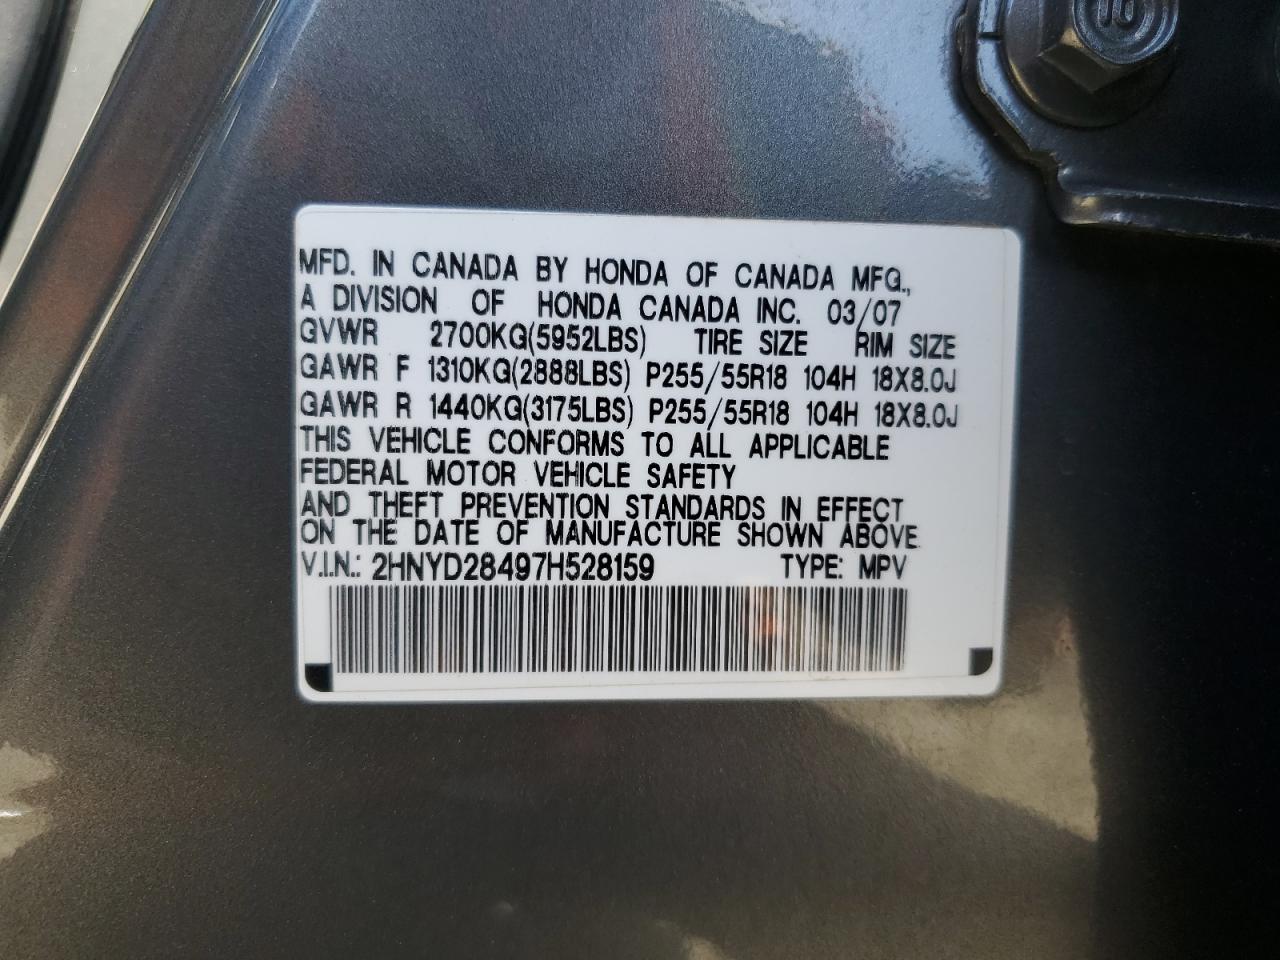 10
MFD. IN CANADA BY HONDA OF CANADA MFG.,
A DIVISION OF HONDA CANADA INC. 03/07
GVWR 2700KG(5952LBS) TIRE SIZE RIM SIZE
GAWR F 1310KG(2888LBS) P255/55R18 104H 18X8.0J
GAWR R 1440KG(3175LBS) P255/55R18 104H 18X8.0J
THIS VEHICLE CONFORMS TO ALL APPLICABLE
FEDERAL MOTOR VEHICLE SAFETY
AND THEFT PREVENTION STANDARDS IN EFFECT
ON THE DATE OF MANUFACTURE SHOWN ABOVE.
V.I.N.: 2HNYD28497H528159 TYPE: MPV